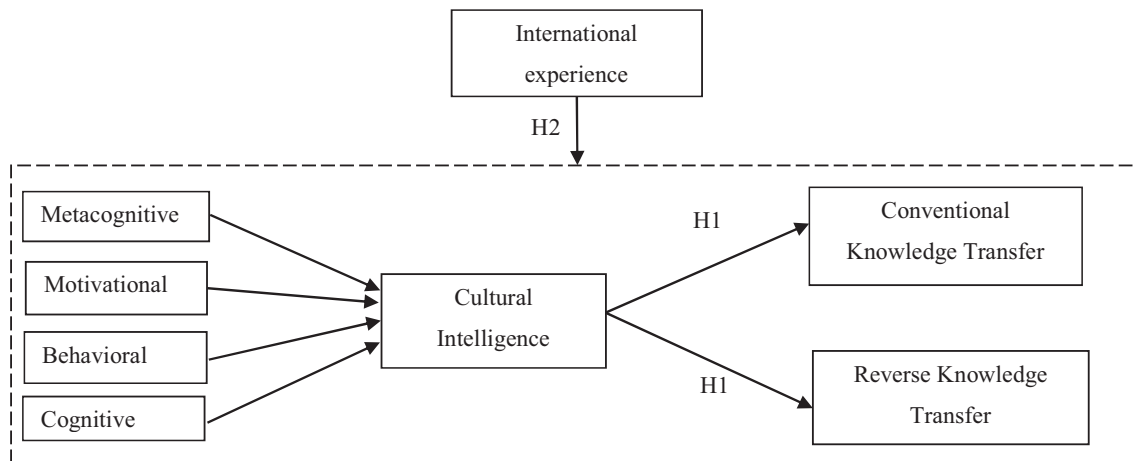 International
experience
H2
Metacognitive
Motivational
Behavioral
Cognitive
Cultural
Intelligence
H1
Conventional
Knowledge Transfer
H1
Reverse Knowledge
Transfer